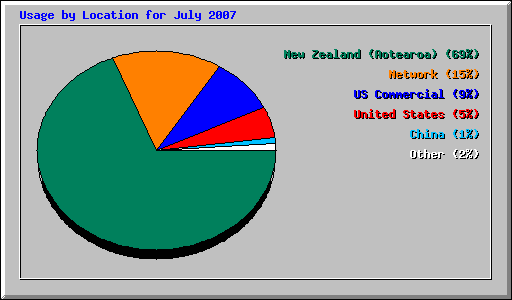 Usage by Location for July 2007
New Zealand (Aotearoa) (69%)
Network (15%)
US Commercial (9%)
United States (5%)
China (1%)
Other (2%)